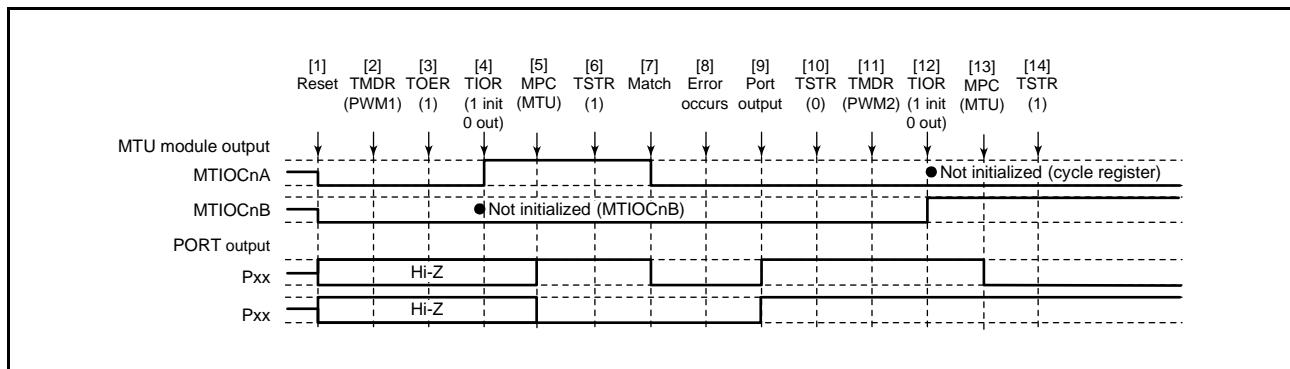 [1] [2] [3] [4] [5] [6] [7] [8] [9] [10] [11] [12] [13] [14]
Reset TMDR TOER TIOR MPC TSTR Match Error Port TSTR TMDR TIOR MPC TSTR
(PWM1) (1) (1 init (MTU) (1) occurs output (0) (PWM2) (1 init (MTU) (1)
0 out) 0 out)
MTU module output
MTIOCnA ● Not initialized (cycle register)
MTIOCnB ● Not initialized (MTIOCnB)
PORT output
Pxx Hi-Z
Pxx Hi-Z